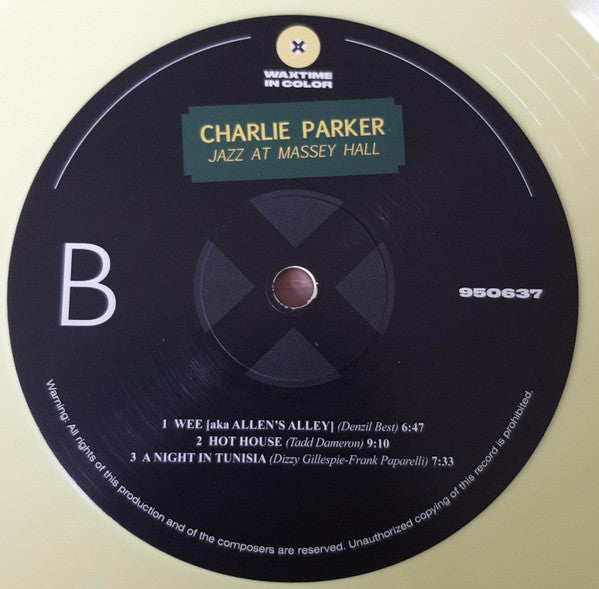 WAXTIME
IN COLOR
CHARLIE PARKER
JAZZ AT MASSEY HALL
B
950637
1 WEE [aka ALLEN'S ALLEY] (Denzil Best) 6:47
2 HOT HOUSE (Tadd Dameron) 9:10
3 A NIGHT IN TUNISIA (Dizzy Gillespie-Frank Paparelli) 7:33
Warning: All rights of this production and of the composers are reserved. Unauthorized copying of this record is prohibited.